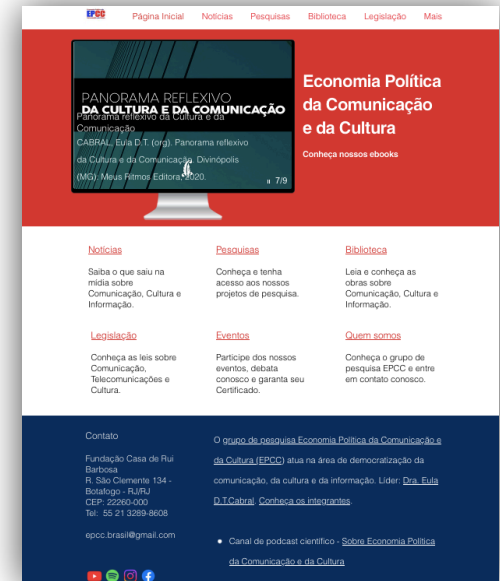 EPCC
Página Inicial Notícias Pesquisas Biblioteca Legislação Mais
PANORAMA REFLEXIVO
DA CULTURA E DA COMUNICAÇÃO
Panorama reflexivo da Cultura e da
Comunicação
CABRAL, Eula D.T. (org). Panorama reflexivo
da Cultura e da Comunicação. Divinópolis
(MG): Meus Ritmos Editora, 2020.
7/9
Economia Política
da Comunicação
e da Cultura
Conheça nossos ebooks
Notícias
Saiba o que saiu na
mídia sobre
Comunicação, Cultura e
Informação.
Pesquisas
Conheça e tenha
acesso aos nossos
projetos de pesquisa.
Biblioteca
Leia e conheça as
obras sobre
Comunicação, Cultura e
Informação.
Legislação
Conheça as leis sobre
Comunicação,
Telecomunicações e
Cultura.
Eventos
Participe dos nossos
eventos, debata
conosco e garanta seu
Certificado.
Quem somos
Conheça o grupo de
pesquisa EPCC e entre
em contato conosco.
Contato
Fundação Casa de Rui
Barbosa
R. São Clemente 134 -
Botafogo - RJ/RJ
CEP: 22260-000
Tel: 55 21 3289-8608
epcc.brasil@gmail.com
O grupo de pesquisa Economia Política da Comunicação e
da Cultura (EPCC) atua na área de democratização da
comunicação, da cultura e da informação. Líder: Dra. Eula
D.T.Cabral. Conheça os integrantes.
• Canal de podcast científico - Sobre Economia Política
da Comunicação e da Cultura